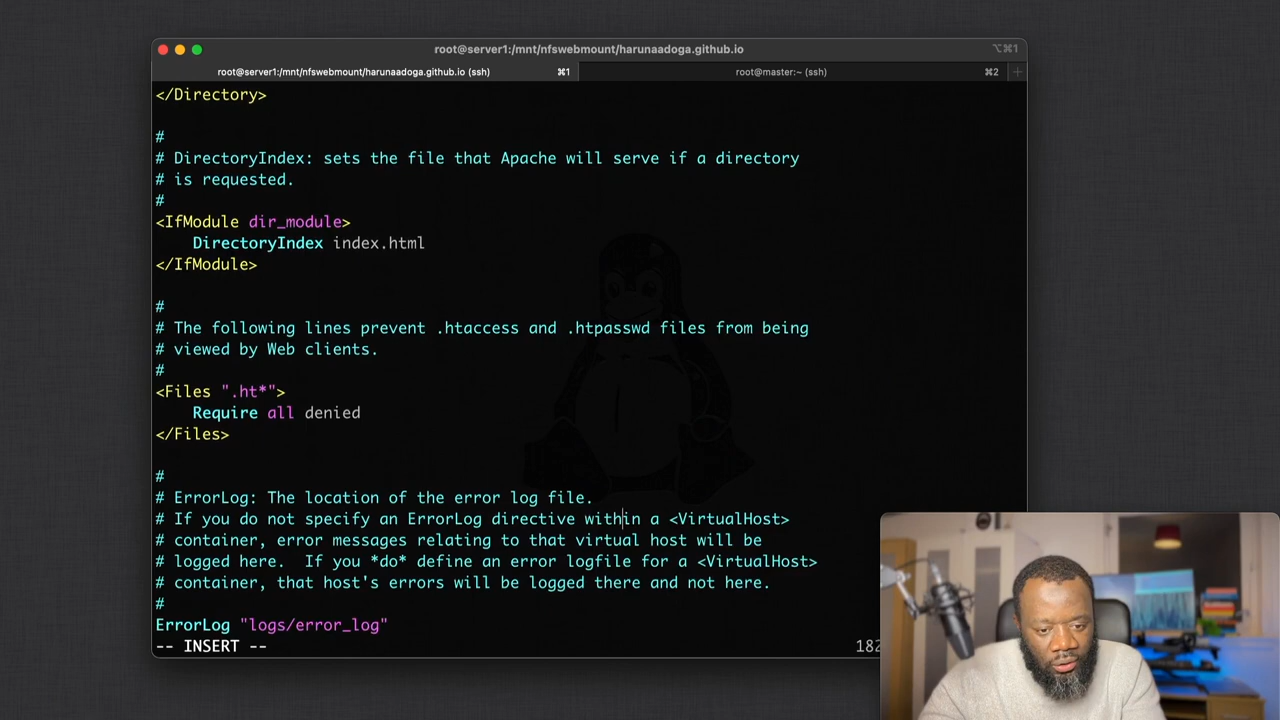 root@server1:/mnt/nfswebmount/harunaadoga.github.io
⌥⌘1
root@server1:/mnt/nfswebmount/harunaadoga.github.io (ssh)
⌘1
root@master:~ (ssh)
⌘2
+
</Directory>
#
# DirectoryIndex: sets the file that Apache will serve if a directory
# is requested.
#
<IfModule dir_module>
    DirectoryIndex index.html
</IfModule>
#
# The following lines prevent .htaccess and .htpasswd files from being
# viewed by Web clients.
#
<Files ".ht*">
    Require all denied
</Files>
#
# ErrorLog: The location of the error log file.
# If you do not specify an ErrorLog directive within a <VirtualHost>
# container, error messages relating to that virtual host will be
# logged here.  If you *do* define an error logfile for a <VirtualHost>
# container, that host's errors will be logged there and not here.
#
ErrorLog "logs/error_log"
-- INSERT --
182